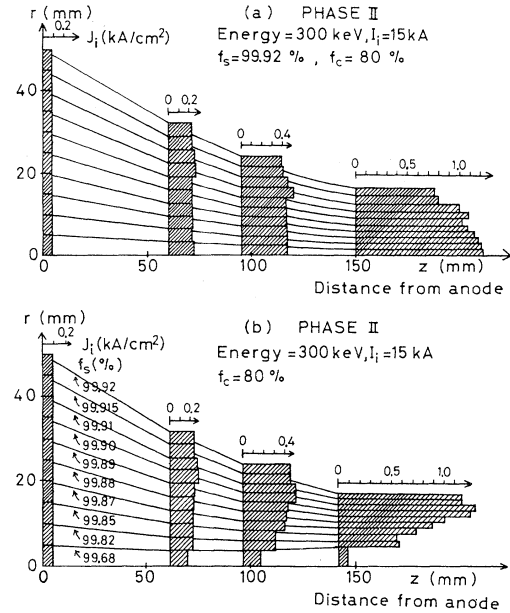 r (mm)
(a) PHASE II
0.2
J_i (kA/cm²)
Energy = 300 keV, I_i = 15 kA
f_s = 99.92 %, f_c = 80 %
40
0 0.2
0 0.4
20
0 0.5 1.0
0
0 50 100 150 z (mm)
Distance from anode
r (mm)
(b) PHASE II
0.2
J_i (kA/cm²)
Energy = 300 keV, I_i = 15 kA
f_s (%)
f_c = 80 %
99.92
40
99.915
0 0.2
99.91
99.90
0 0.4
99.89
20
99.88
0 0.5 1.0
99.87
99.85
99.82
0
99.68
0 50 100 150 z (mm)
Distance from anode